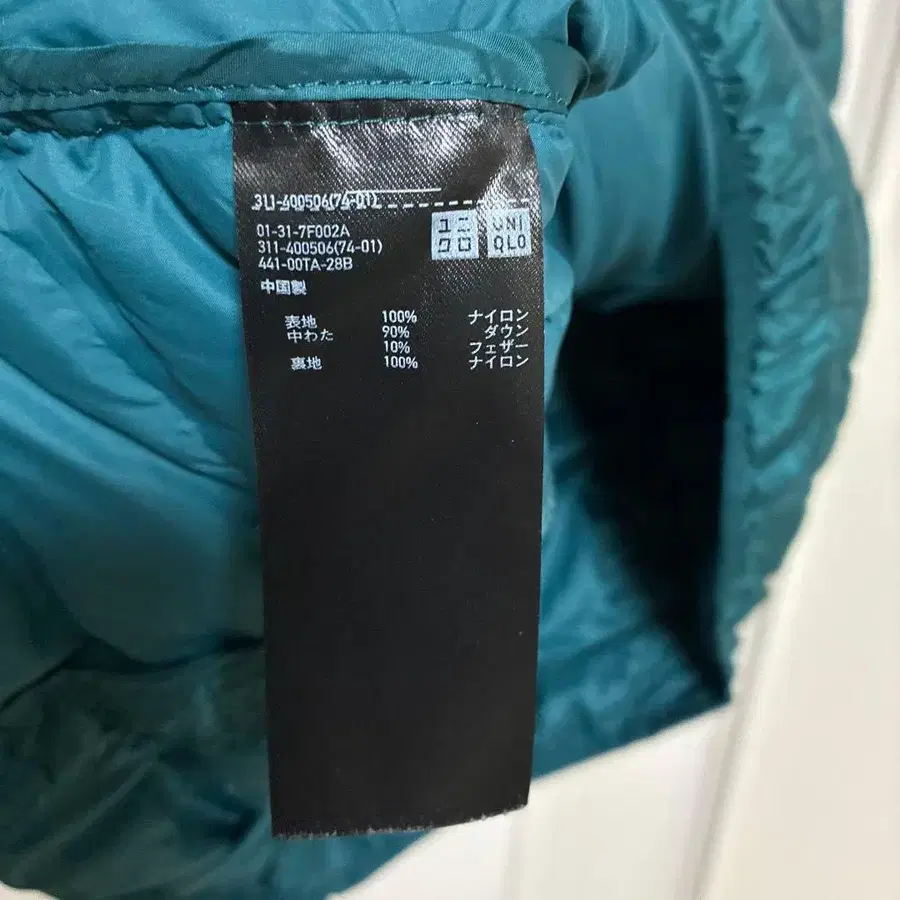 311-400506(74-01)
01-31-7F002A
311-400506(74-01)
441-00TA-28B
ユニクロ
UNIQLO
中国製
表地 100% ナイロン
中わた 90% ダウン
10% フェザー
裏地 100% ナイロン